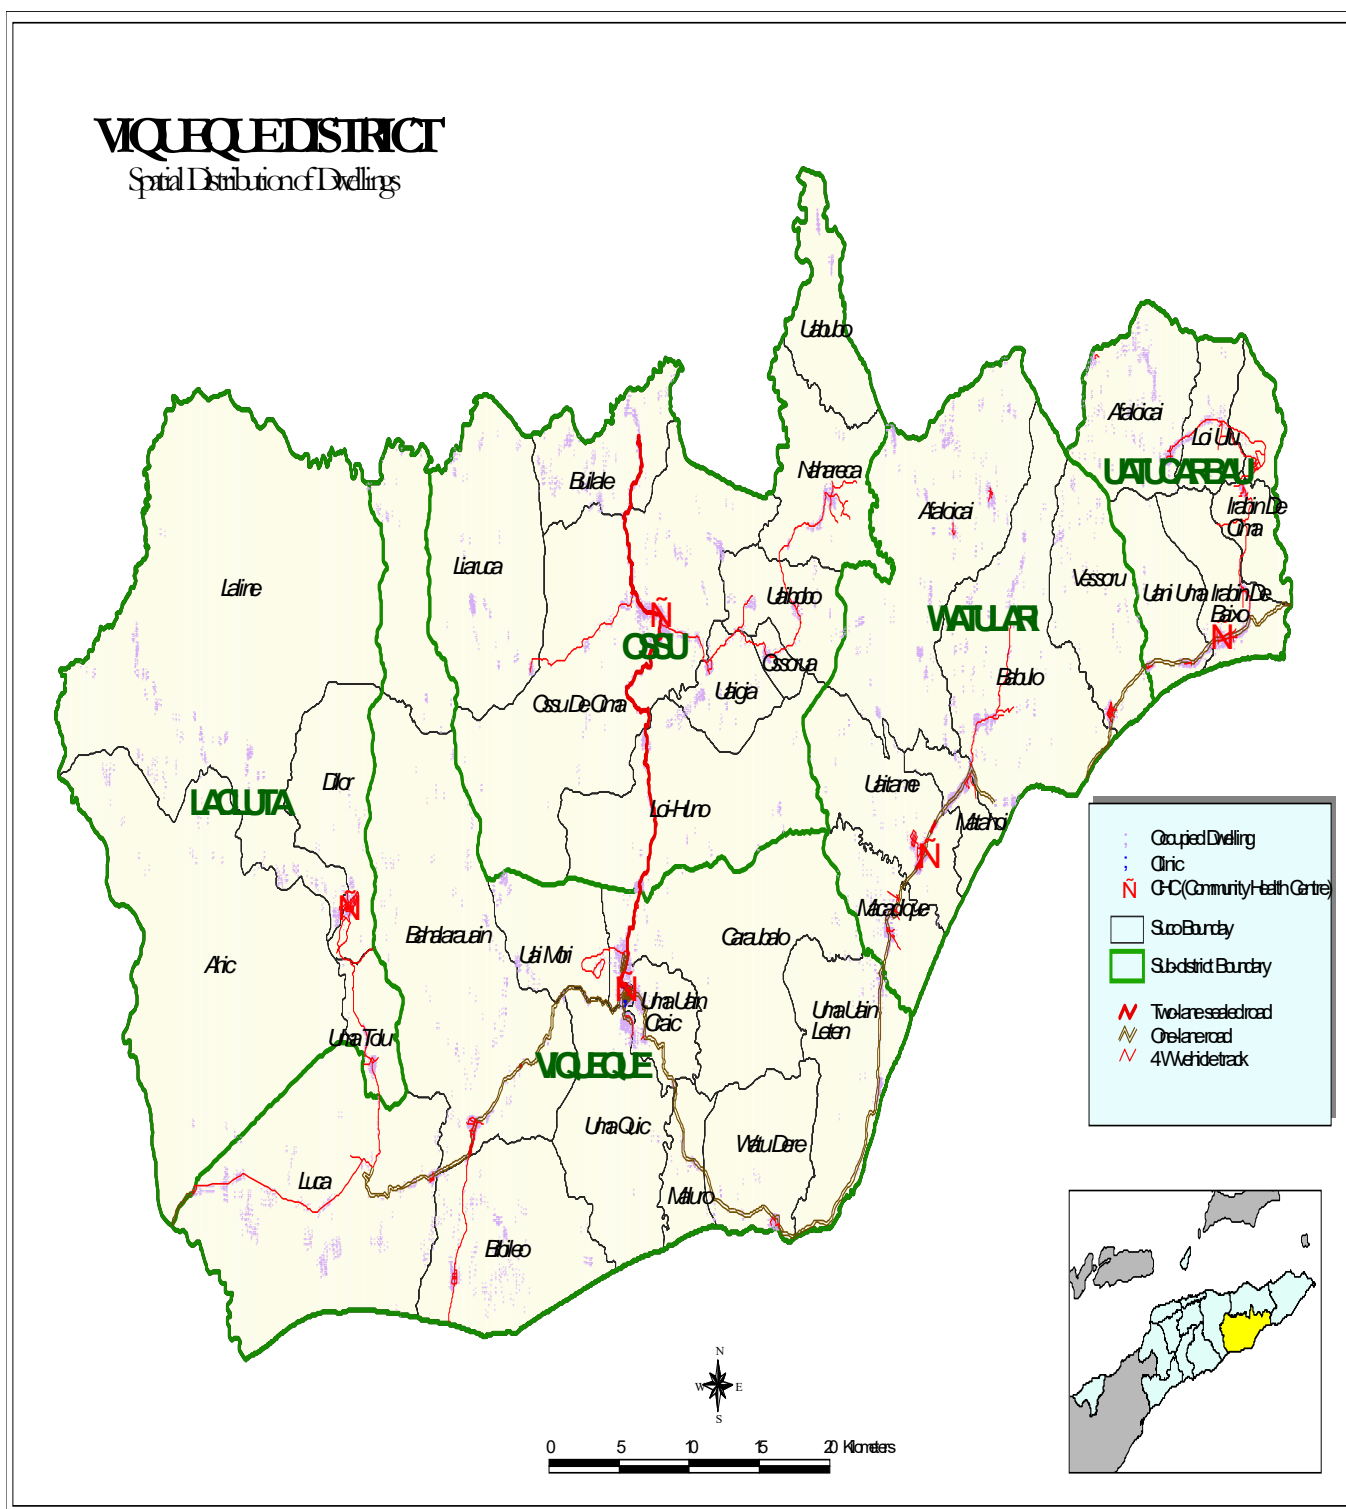 VIQUEQUE DISTRICT
Spatial Distribution of Dwellings
Uabubo
Afaloicai
Loi Ulu
UATUCARBAU
Irabin De
Cima
Nahareca
Builale
Afaloicai
Liaruca
Laline
Vessoru
Uani Uma
Irabin De
Baixo
Uaibobo
Ñ
WATULARI
Ñ
OSSU
Ossorua
Uaigia
Babulo
Ossu De Cima
Dilor
LACLUTA
Uaitame
Matahoi
Loi-Huno
Ñ
Ñ
Macadique
Bahalarauain
Caraubalo
Ahic
Uai Mori
Ñ
Uma Uain
Craic
Uma Uain
Leten
Uma Tolu
VIQUEQUE
Uma Quic
Watu Dere
Luca
Maluro
Bibileo
Occupied Dwelling
Clinic
Ñ CHC (Community Health Centre)
Suco Boundary
Sub-district Boundary
Two-lane sealed road
One-lane road
4W vehicle track
N
W E
S
0 5 10 15 20 Kilometers